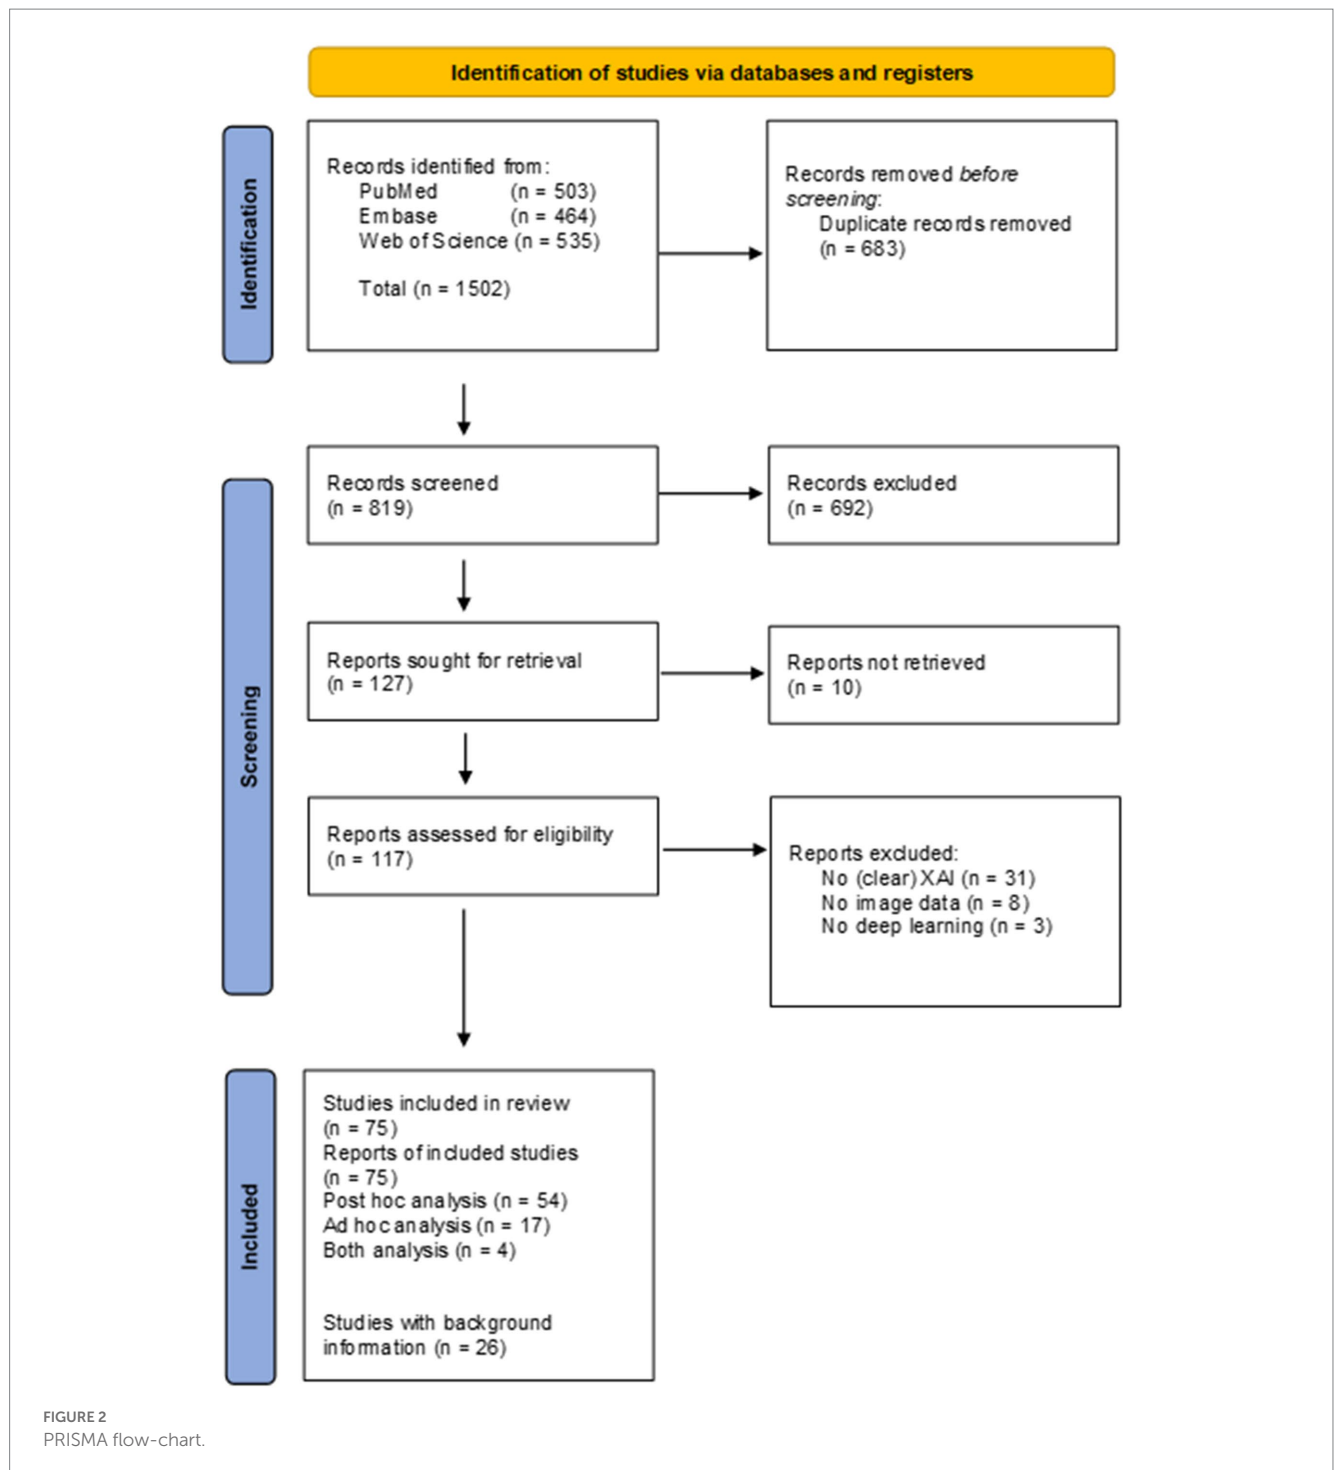 Identification of studies via databases and registers
Identification
Records identified from:
PubMed (n = 503)
Embase (n = 464)
Web of Science (n = 535)
Total (n = 1502)
Records removed before
screening:
Duplicate records removed
(n = 683)
Screening
Records screened
(n = 819)
Records excluded
(n = 692)
Reports sought for retrieval
(n = 127)
Reports not retrieved
(n = 10)
Reports assessed for eligibility
(n = 117)
Reports excluded:
No (clear) XAI (n = 31)
No image data (n = 8)
No deep learning (n = 3)
Included
Studies included in review
(n = 75)
Reports of included studies
(n = 75)
Post hoc analysis (n = 54)
Ad hoc analysis (n = 17)
Both analysis (n = 4)
Studies with background
information (n = 26)
FIGURE 2
PRISMA flow-chart.